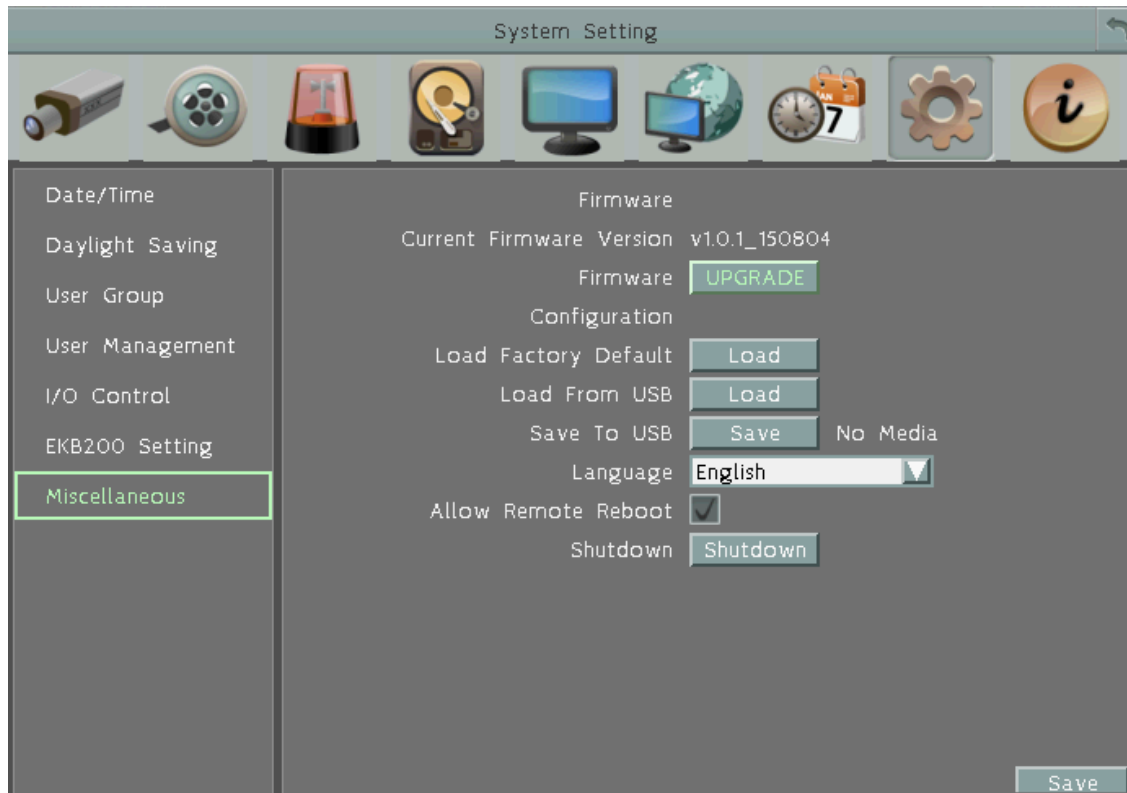 System Setting
JAN
7
i
Date/Time
Daylight Saving
User Group
User Management
I/O Control
EKB200 Setting
Miscellaneous
Firmware
Current Firmware Version v1.0.1_150804
Firmware UPGRADE
Configuration
Load Factory Default Load
Load From USB Load
Save To USB Save No Media
Language English
Allow Remote Reboot
Shutdown Shutdown
Save